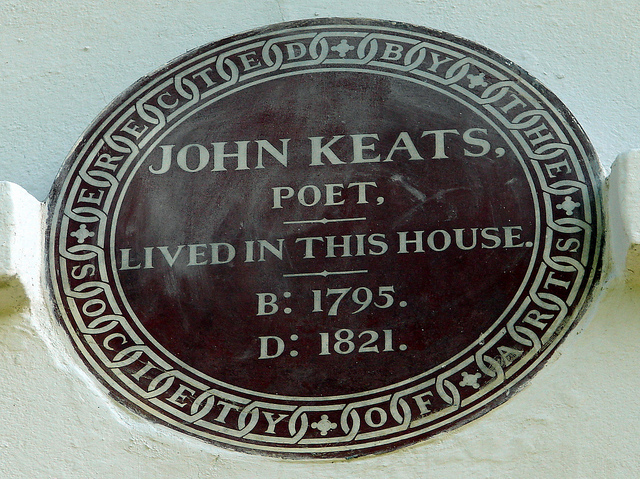 ERECTED BY THE SOCIETY OF ARTS
JOHN KEATS,
POET,
LIVED IN THIS HOUSE.
B: 1795.
D: 1821.